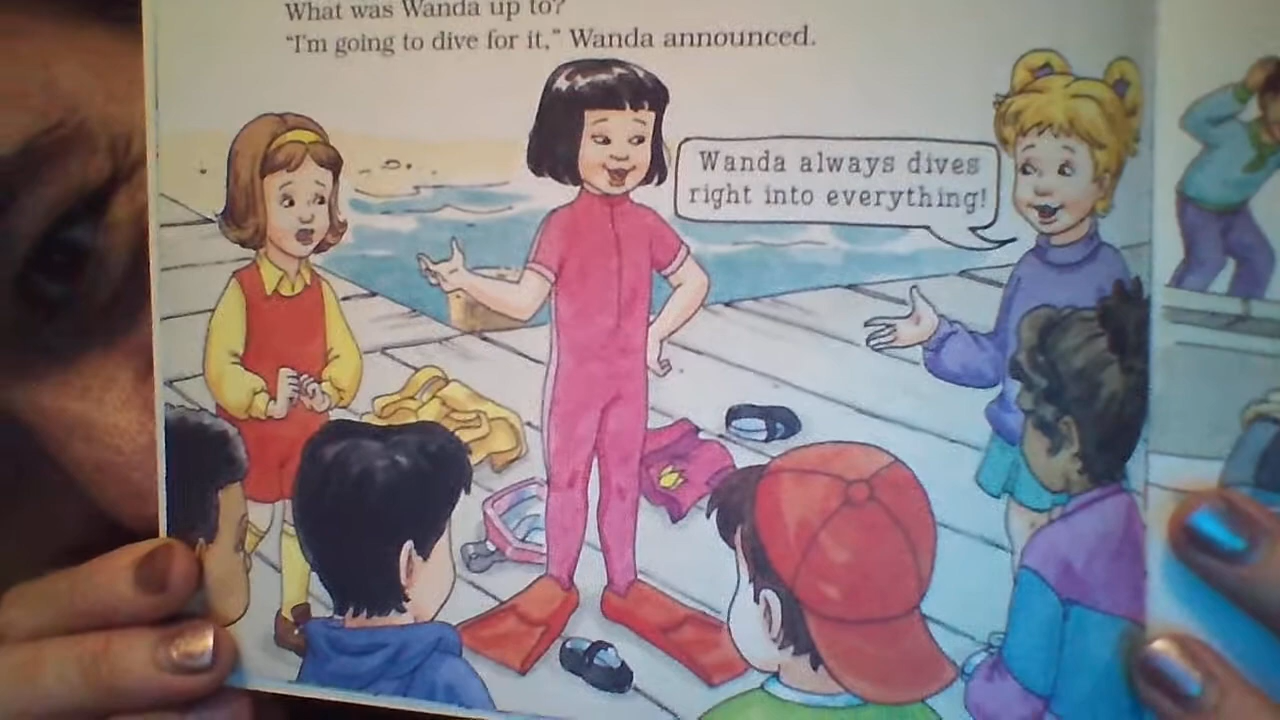 What was Wanda up to?
"I'm going to dive for it," Wanda announced.
Wanda always dives
right into everything!